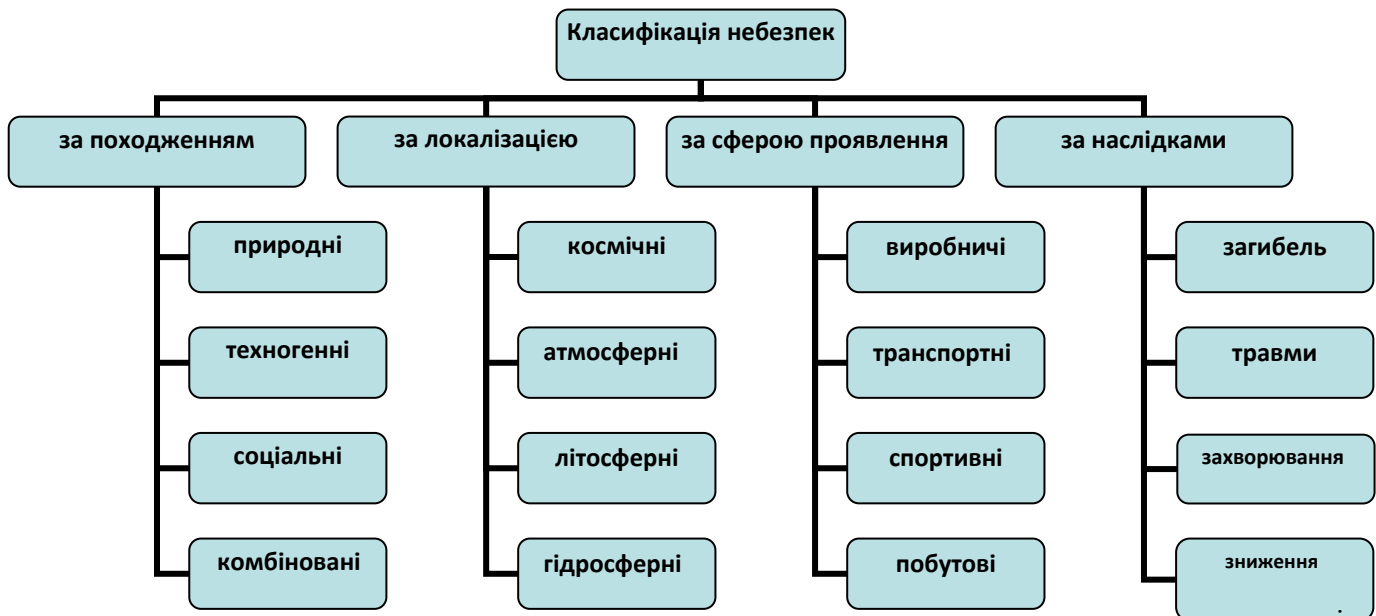 Класифікація небезпек
за походженням
за локалізацією
за сферою проявлення
за наслідками
природні
космічні
виробничі
загибель
техногенні
атмосферні
транспортні
травми
соціальні
літосферні
спортивні
захворювання
комбіновані
гідросферні
побутові
зниження